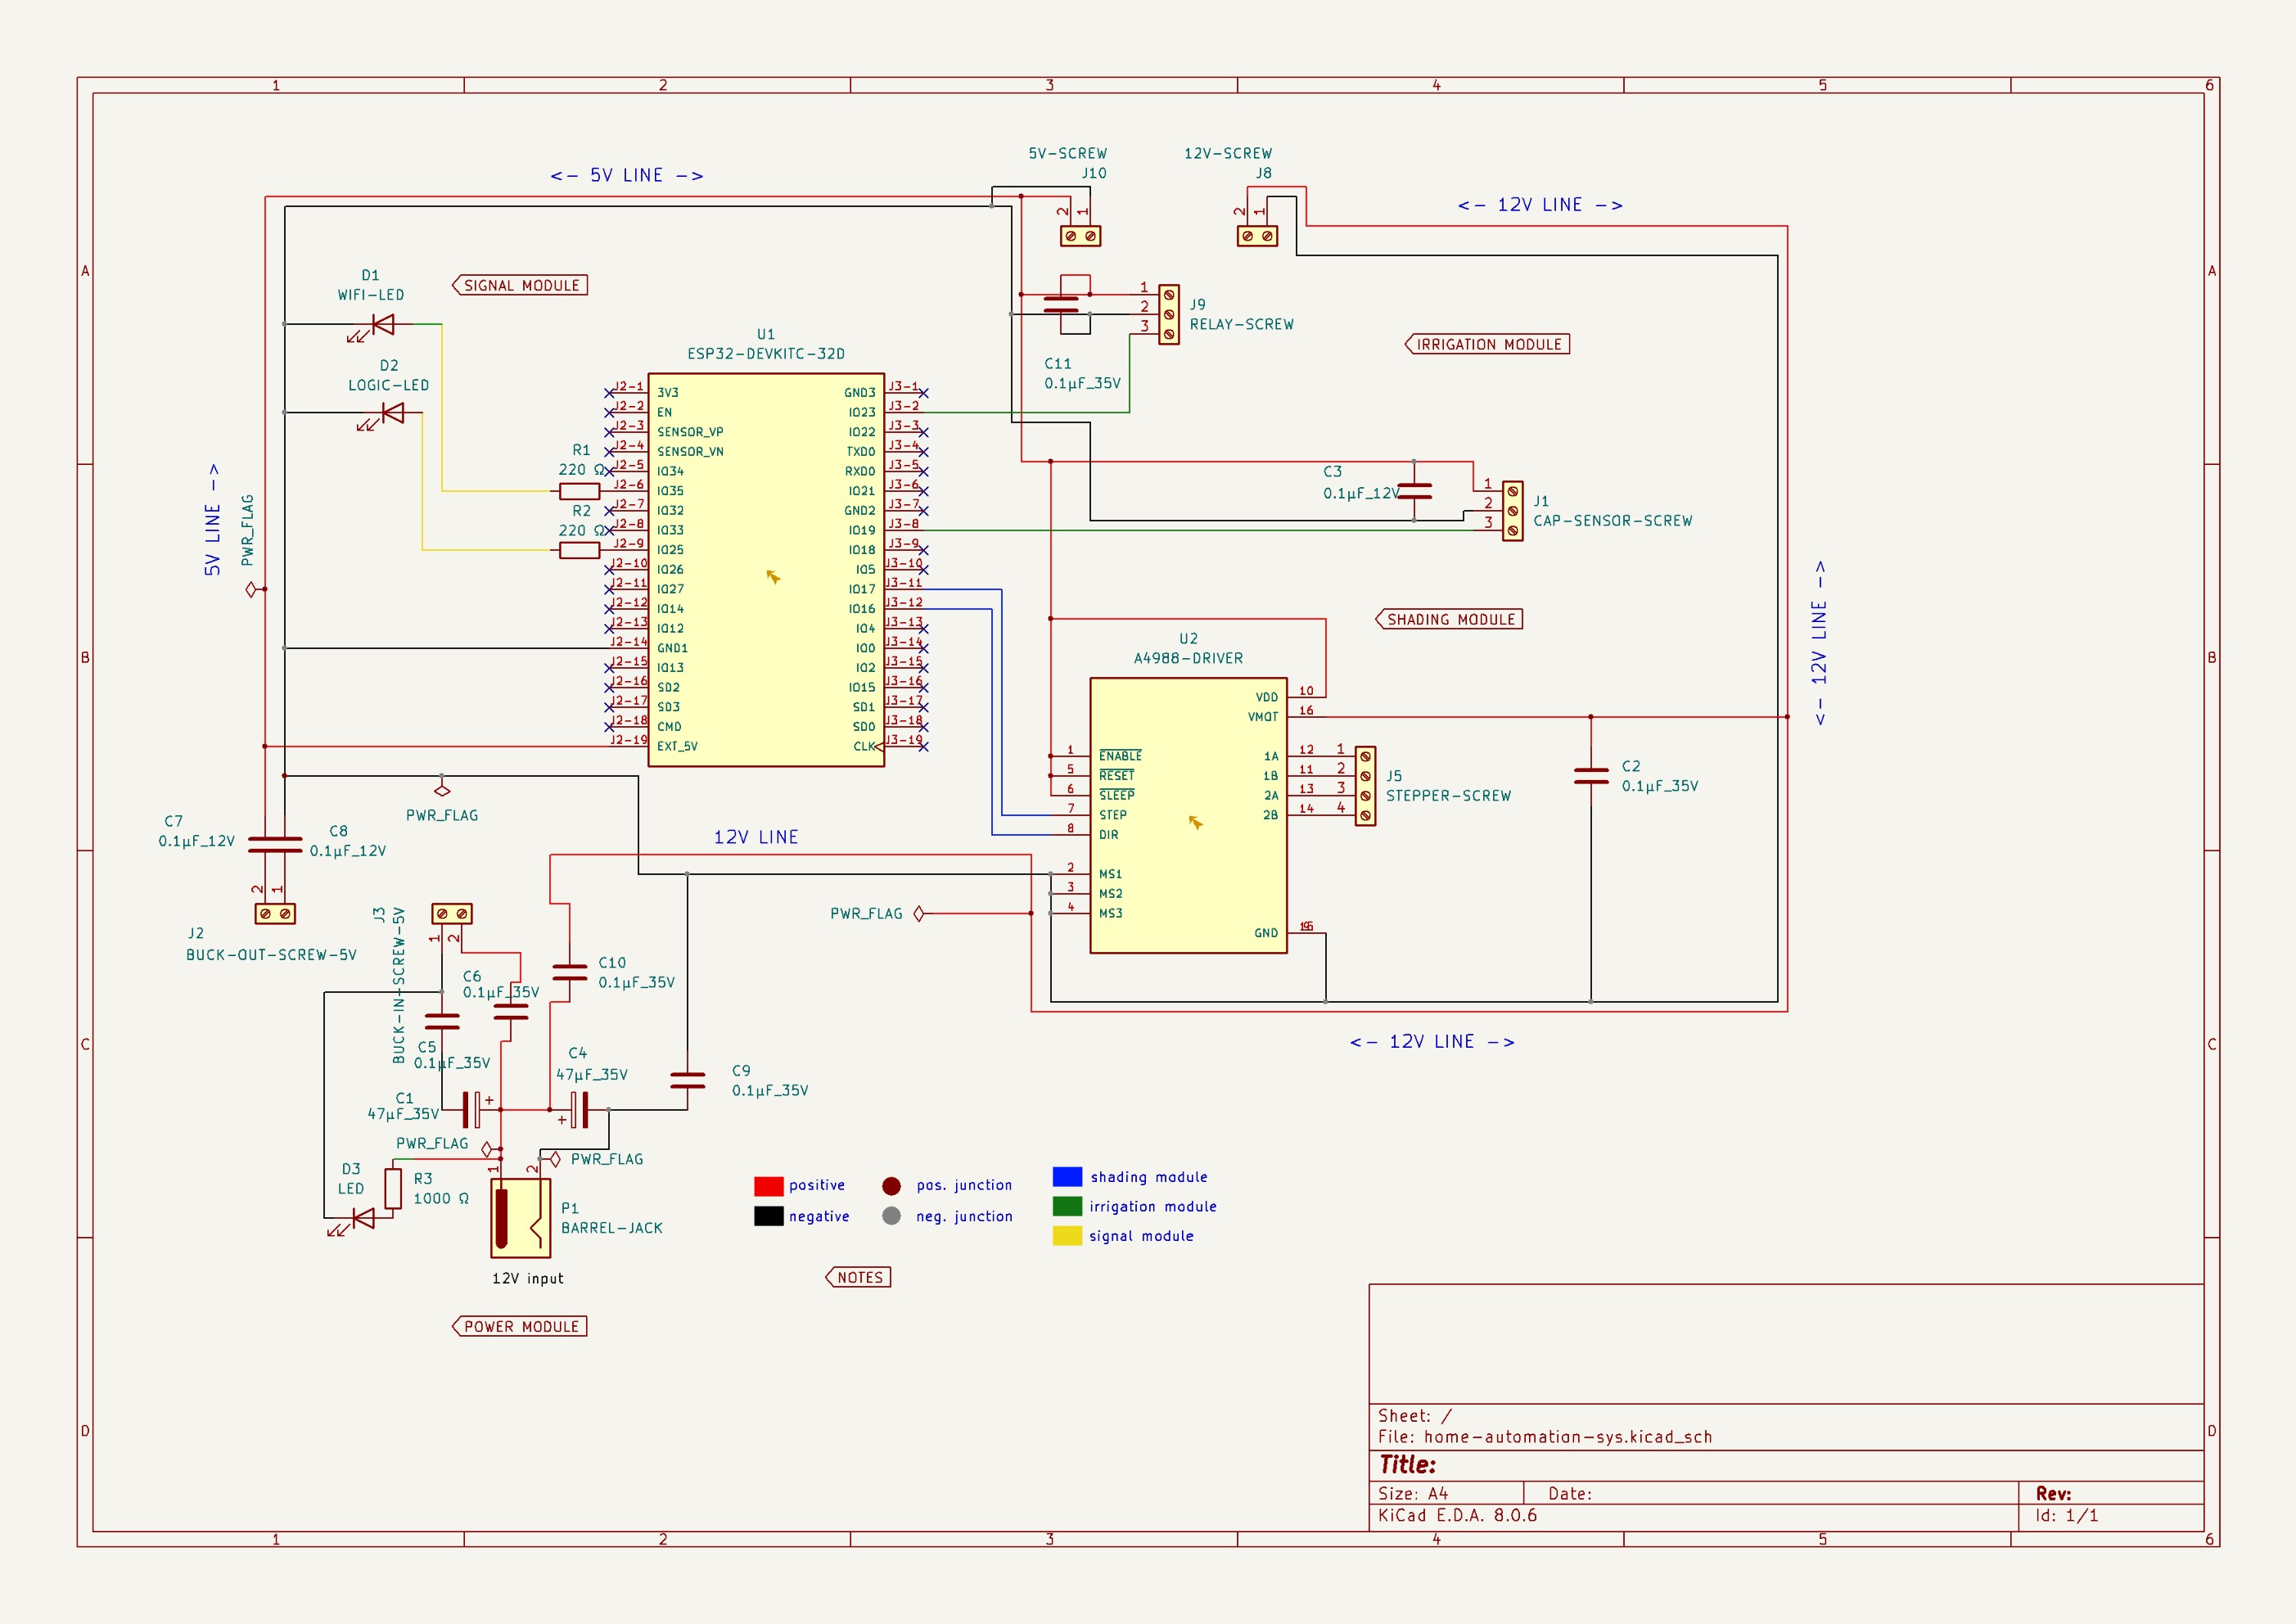 1 2 3 4 5 6
A
B
C
D
A
B
C
D
5V-SCREW
J10
2 1
12V-SCREW
J8
2 1
<- 5V LINE ->
<- 12V LINE ->
D1
WIFI-LED
SIGNAL MODULE
D2
LOGIC-LED
U1
ESP32-DEVKITC-32D
J2-1 3V3
J2-2 EN
J2-3 SENSOR_VP
J2-4 SENSOR_VN
J2-5 IO34
J2-6 IO35
J2-7 IO32
J2-8 IO33
J2-9 IO25
J2-10 IO26
J2-11 IO27
J2-12 IO14
J2-13 IO12
J2-14 GND1
J2-15 IO13
J2-16 SD2
J2-17 SD3
J2-18 CMD
J2-19 EXT_5V
GND3 J3-1
IO23 J3-2
IO22 J3-3
TXD0 J3-4
RXD0 J3-5
IO21 J3-6
GND2 J3-7
IO19 J3-8
IO18 J3-9
IO5 J3-10
IO17 J3-11
IO16 J3-12
IO4 J3-13
IO0 J3-14
IO2 J3-15
IO15 J3-16
SD1 J3-17
SD0 J3-18
CLK J3-19
R1
220 Ω
R2
220 Ω
1
2
3
J9
RELAY-SCREW
C11
0.1µF_35V
IRRIGATION MODULE
C3
0.1µF_12V
1
2
3
J1
CAP-SENSOR-SCREW
5V LINE ->
PWR_FLAG
SHADING MODULE
<- 12V LINE ->
U2
A4988-DRIVER
10 VDD
16 VMOT
1 ENABLE
5 RESET
6 SLEEP
7 STEP
8 DIR
2 MS1
3 MS2
4 MS3
1A 12 1
1B 11 2
2A 13 3
2B 14 4
GND
J5
STEPPER-SCREW
C2
0.1µF_35V
PWR_FLAG
C7
0.1µF_12V
C8
0.1µF_12V
2 1
J2
BUCK-OUT-SCREW-5V
12V LINE
PWR_FLAG
J3
BUCK-IN-SCREW-5V
1 2
C6
0.1µF_35V
C10
0.1µF_35V
C5
0.1µF_35V
C4
47µF_35V
C9
0.1µF_35V
C1
47µF_35V
+
+
<- 12V LINE ->
PWR_FLAG
PWR_FLAG
1 2
D3
LED
R3
1000 Ω
P1
BARREL-JACK
12V input
POWER MODULE
positive
negative
pos. junction
neg. junction
shading module
irrigation module
signal module
NOTES
Sheet: /
File: home-automation-sys.kicad_sch
Title:
Size: A4
Date:
Rev:
KiCad E.D.A. 8.0.6
Id: 1/1
1 2 3 4 5 6